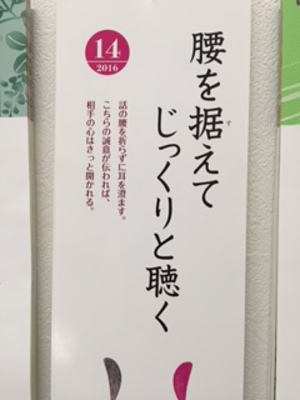 腰を据えて
す
じっくりと聴く
14
2016
話の腰を折らずに耳を澄ます。
こちらの誠意が伝われば、
相手の心はきっと開かれる。